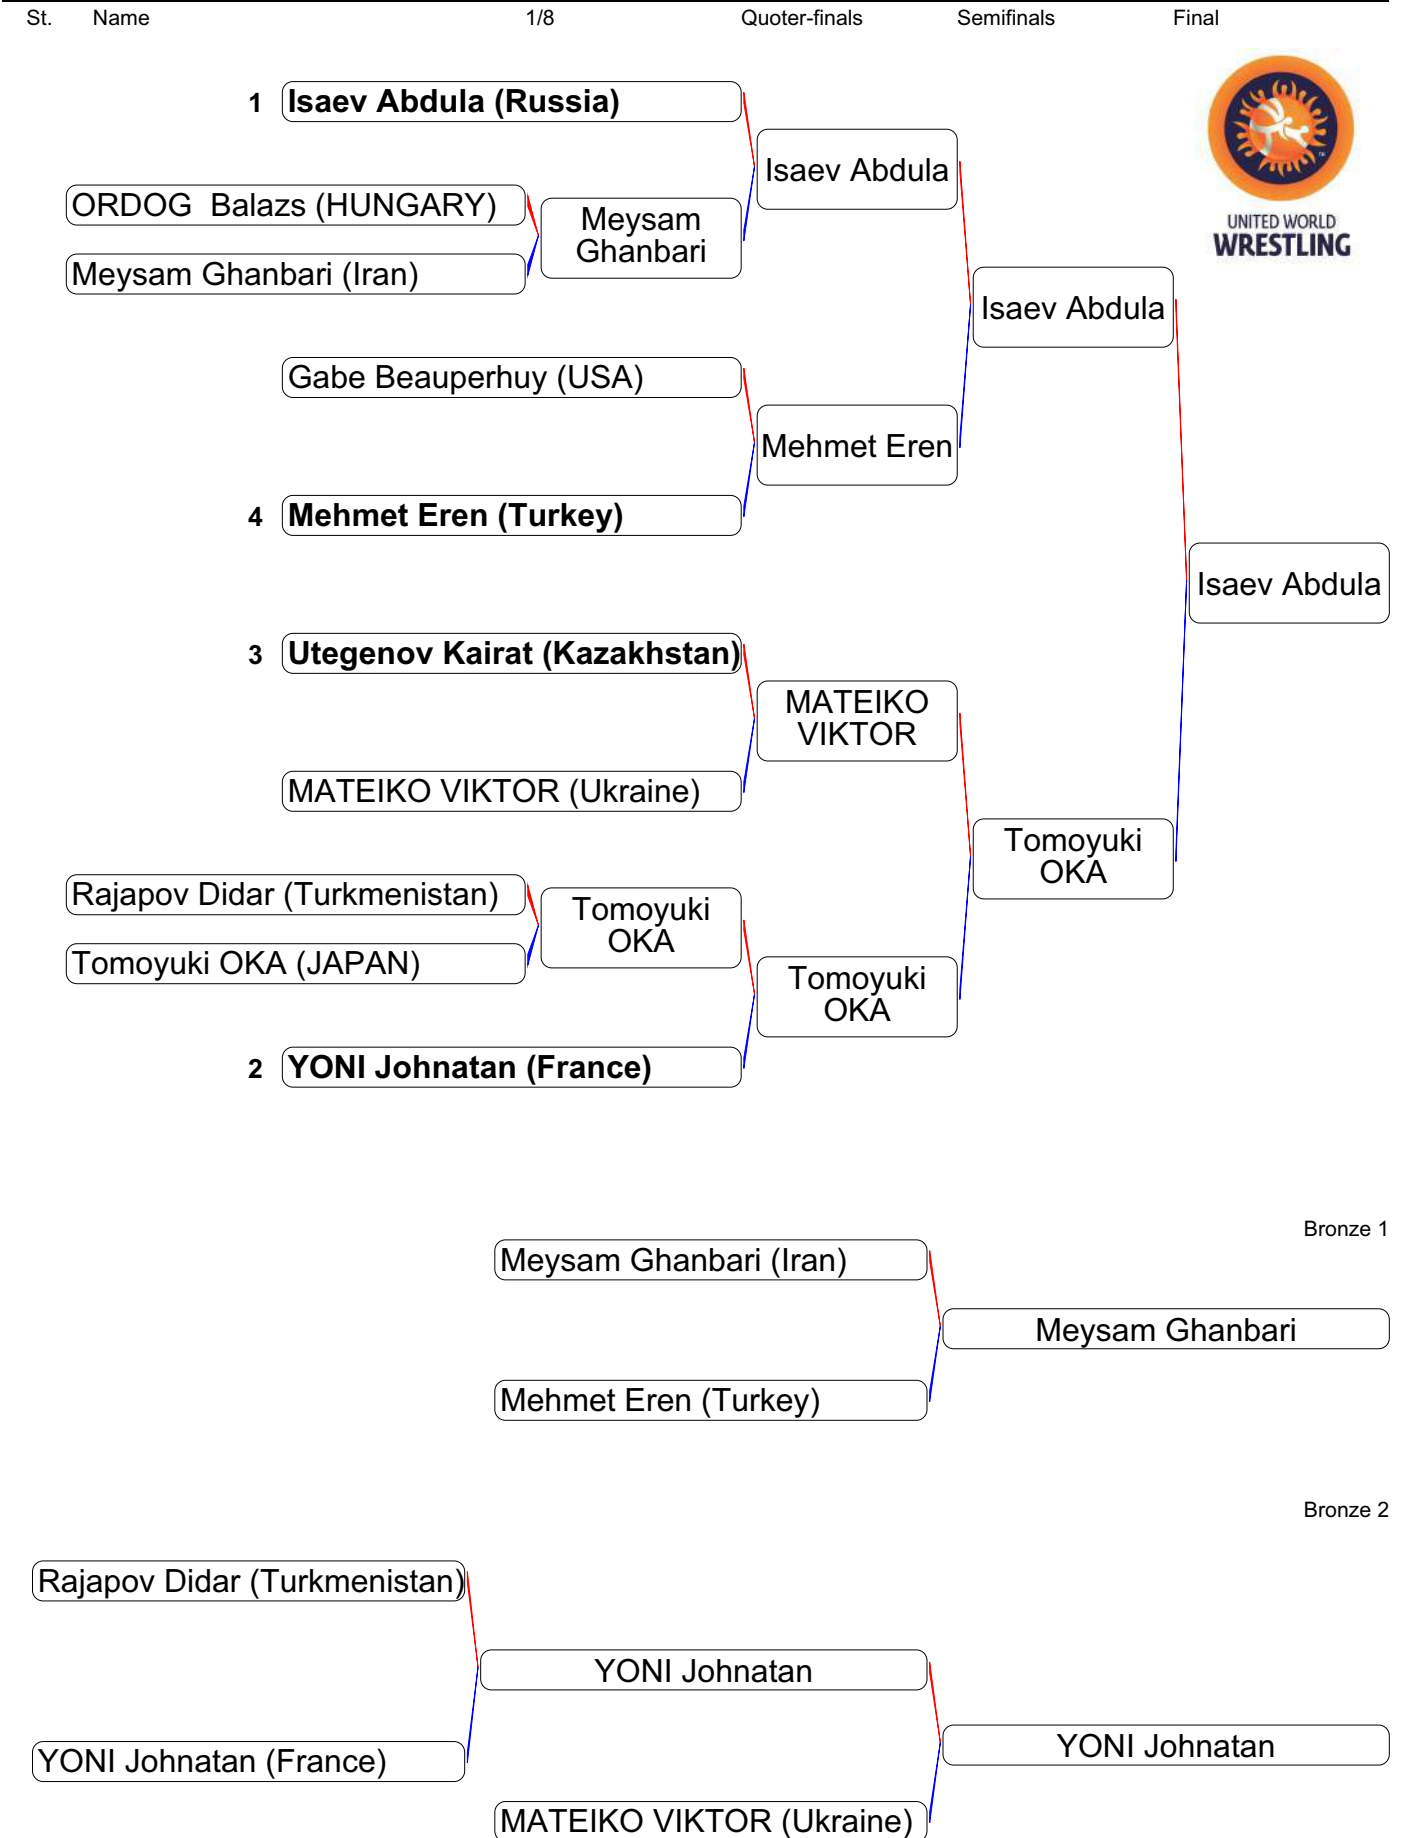 St. Name 1/8 Quoter-finals Semifinals Final
1 Isaev Abdula (Russia)
Isaev Abdula
ORDOG  Balazs (HUNGARY)
Meysam
Ghanbari
Meysam Ghanbari (Iran)
UNITED WORLD
WRESTLING
Isaev Abdula
Gabe Beauperhuy (USA)
Mehmet Eren
4 Mehmet Eren (Turkey)
Isaev Abdula
3 Utegenov Kairat (Kazakhstan)
MATEIKO
VIKTOR
MATEIKO VIKTOR (Ukraine)
Tomoyuki
OKA
Rajapov Didar (Turkmenistan)
Tomoyuki
OKA
Tomoyuki OKA (JAPAN)
Tomoyuki
OKA
2 YONI Johnatan (France)
Bronze 1
Meysam Ghanbari (Iran)
Meysam Ghanbari
Mehmet Eren (Turkey)
Bronze 2
Rajapov Didar (Turkmenistan)
YONI Johnatan
YONI Johnatan
YONI Johnatan (France)
MATEIKO VIKTOR (Ukraine)